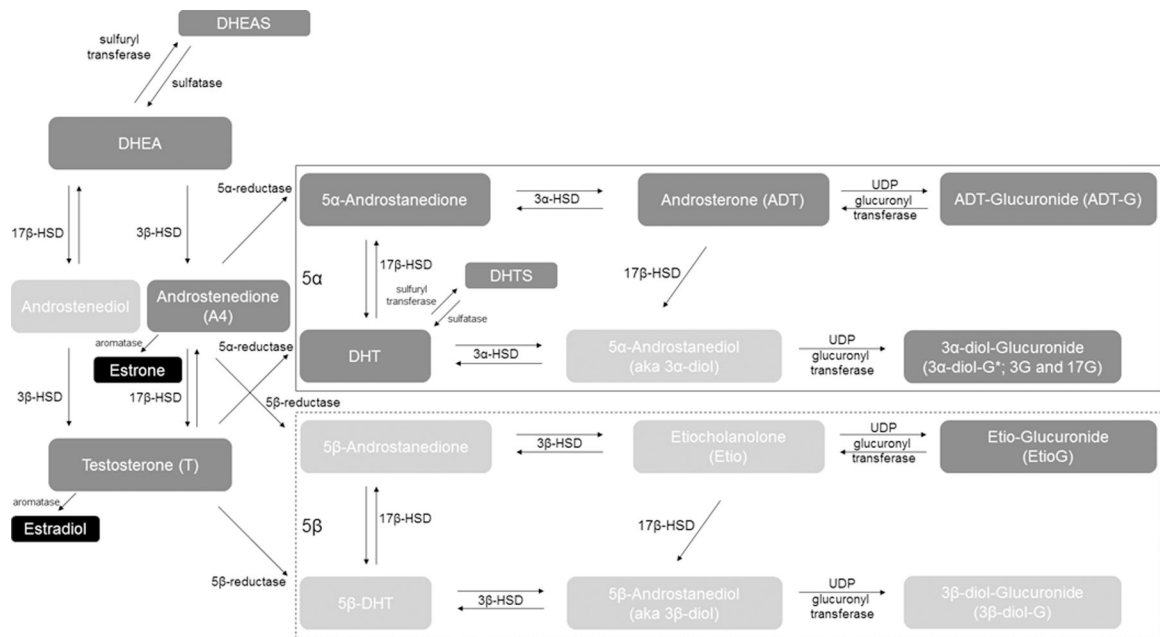 DHEAS
sulfuryl
transferase
sulfatase
DHEA
17β-HSD
3β-HSD
5α-reductase
Androstenediol
Androstenedione
(A4)
aromatase
Estrone
5α-reductase
3β-HSD
17β-HSD
5β-reductase
Testosterone (T)
aromatase
Estradiol
5β-reductase
5α
5α-Androstanedione
3α-HSD
Androsterone (ADT)
UDP
glucuronyl
transferase
ADT-Glucuronide (ADT-G)
17β-HSD
sulfuryl
transferase
DHTS
sulfatase
17β-HSD
DHT
3α-HSD
5α-Androstanediol
(aka 3α-diol)
UDP
glucuronyl
transferase
3α-diol-Glucuronide
(3α-diol-G*; 3G and 17G)
5β
5β-Androstanedione
3β-HSD
Etiocholanolone
(Etio)
UDP
glucuronyl
transferase
Etio-Glucuronide
(EtioG)
17β-HSD
17β-HSD
5β-DHT
3β-HSD
5β-Androstanediol
(aka 3β-diol)
UDP
glucuronyl
transferase
3β-diol-Glucuronide
(3β-diol-G)